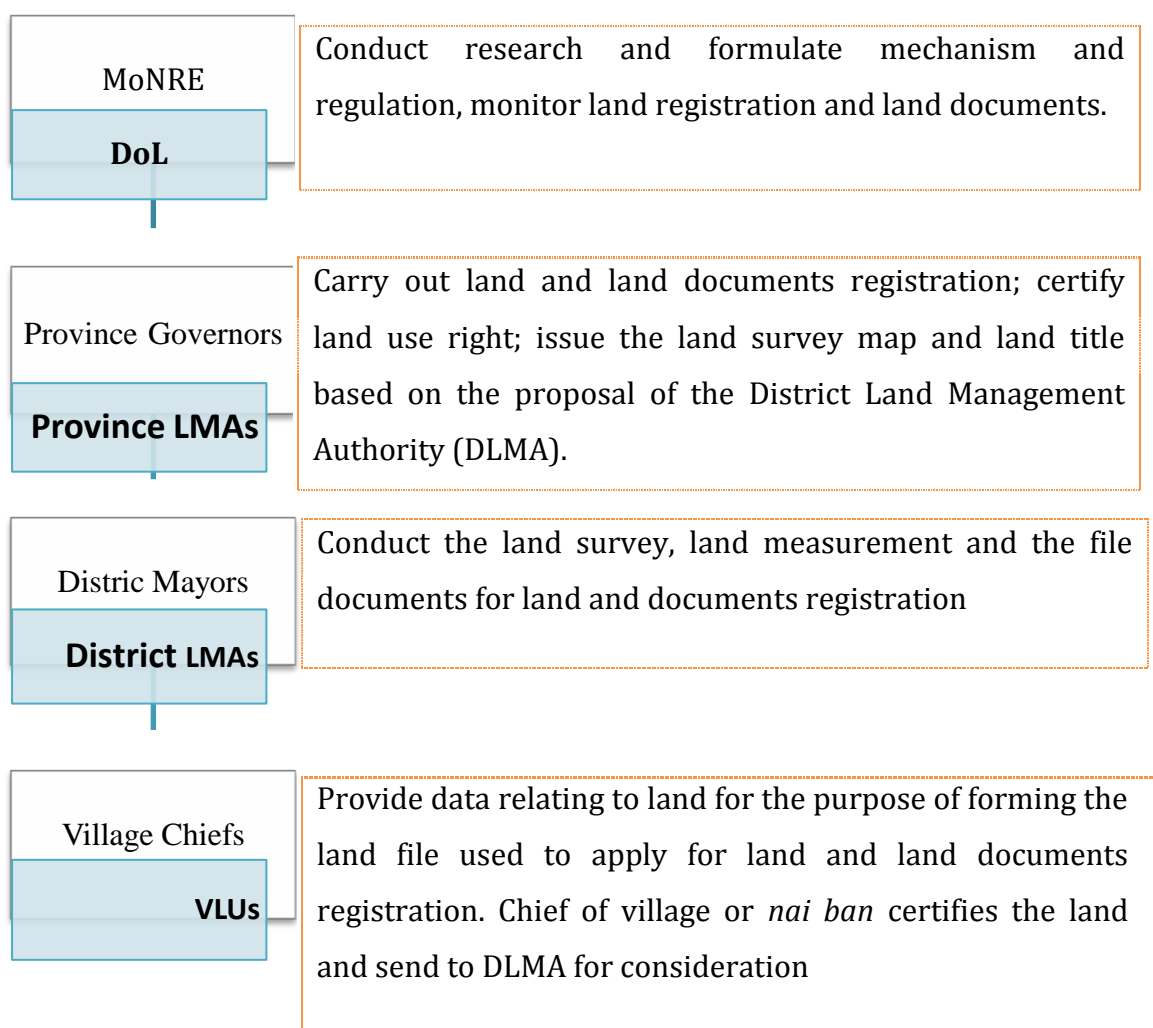 MoNRE
DoL
Conduct research and formulate mechanism and
regulation, monitor land registration and land documents.
Province Governors
Province LMAs
Carry out land and land documents registration; certify
land use right; issue the land survey map and land title
based on the proposal of the District Land Management
Authority (DLMA).
Distric Mayors
District LMAs
Conduct the land survey, land measurement and the file
documents for land and documents registration
Village Chiefs
VLUs
Provide data relating to land for the purpose of forming the
land file used to apply for land and land documents
registration. Chief of village or nai ban certifies the land
and send to DLMA for consideration